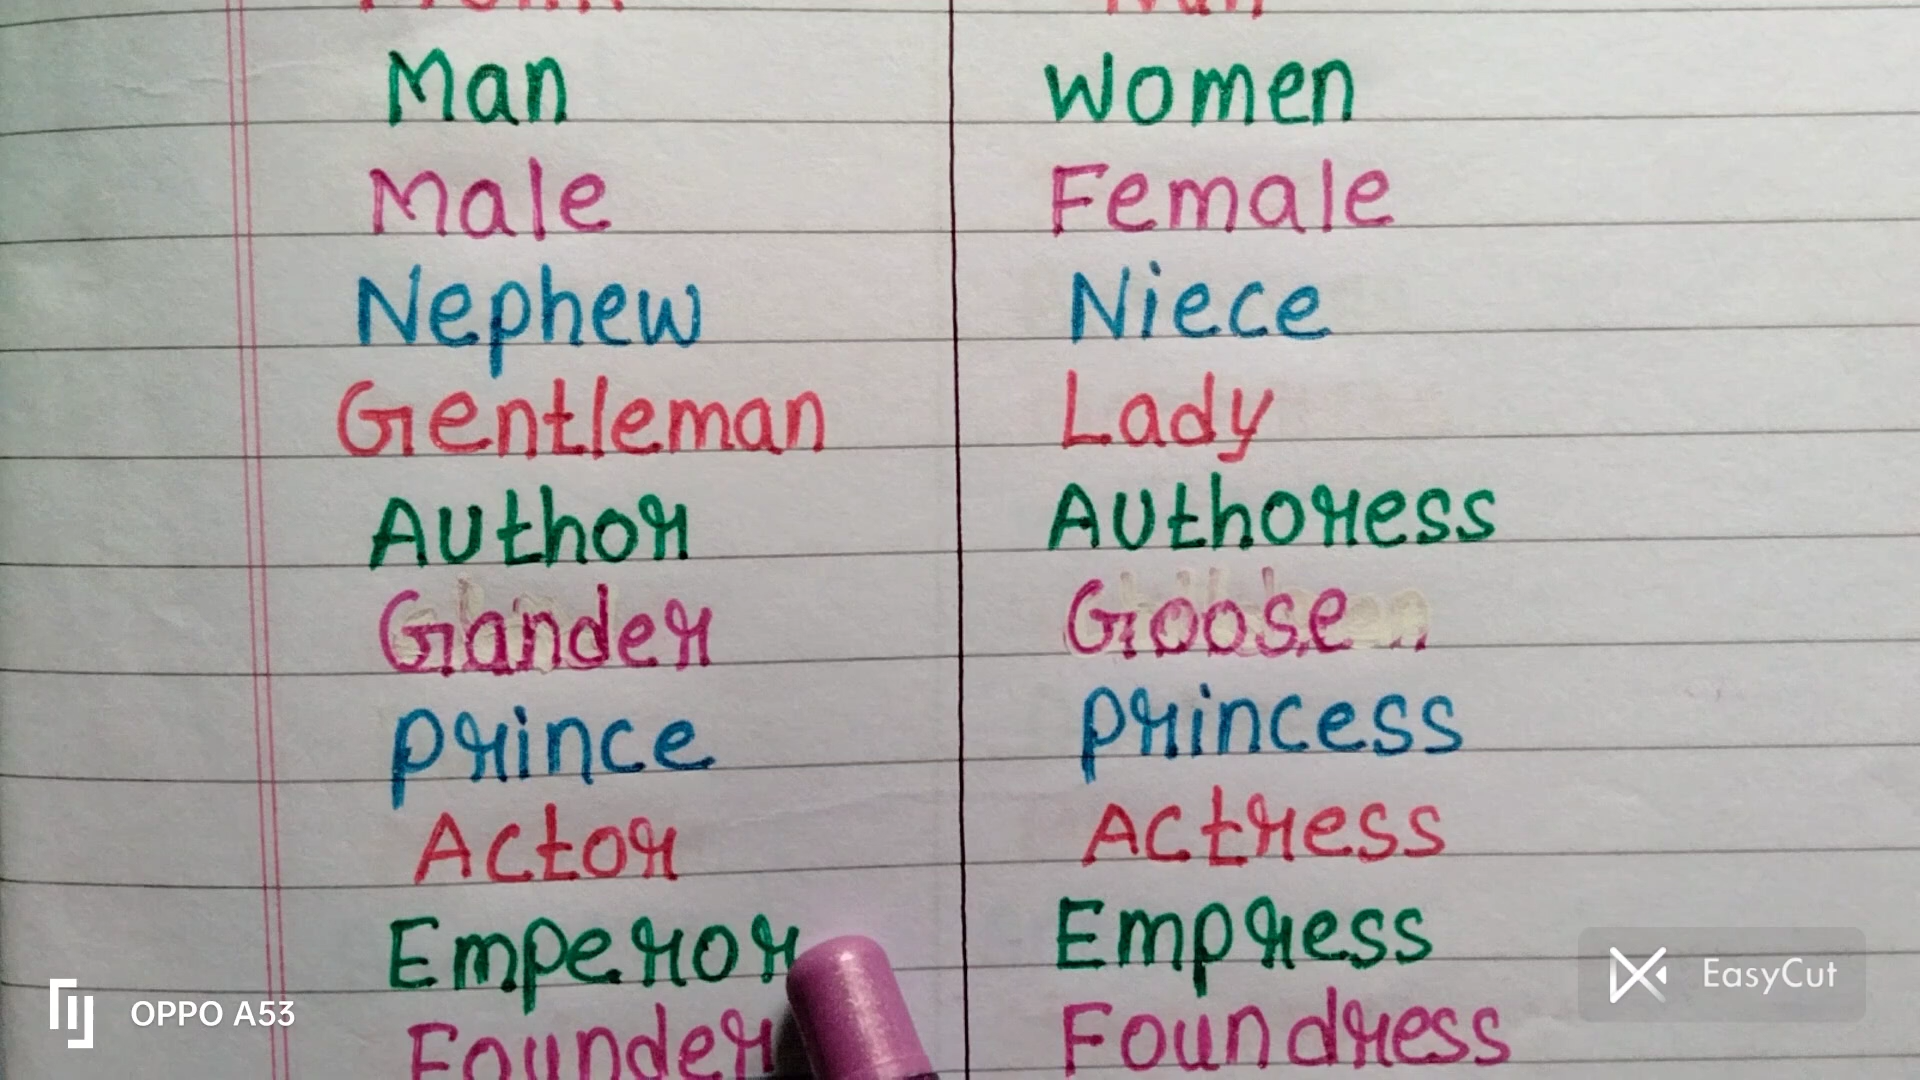 Man Women
Male Female
Nephew Niece
Gentleman Lady
Author Authoress
Gander Goose
Prince Princess
Actor Actress
Emperor Empress
Founder Foundress
OPPO A53
EasyCut